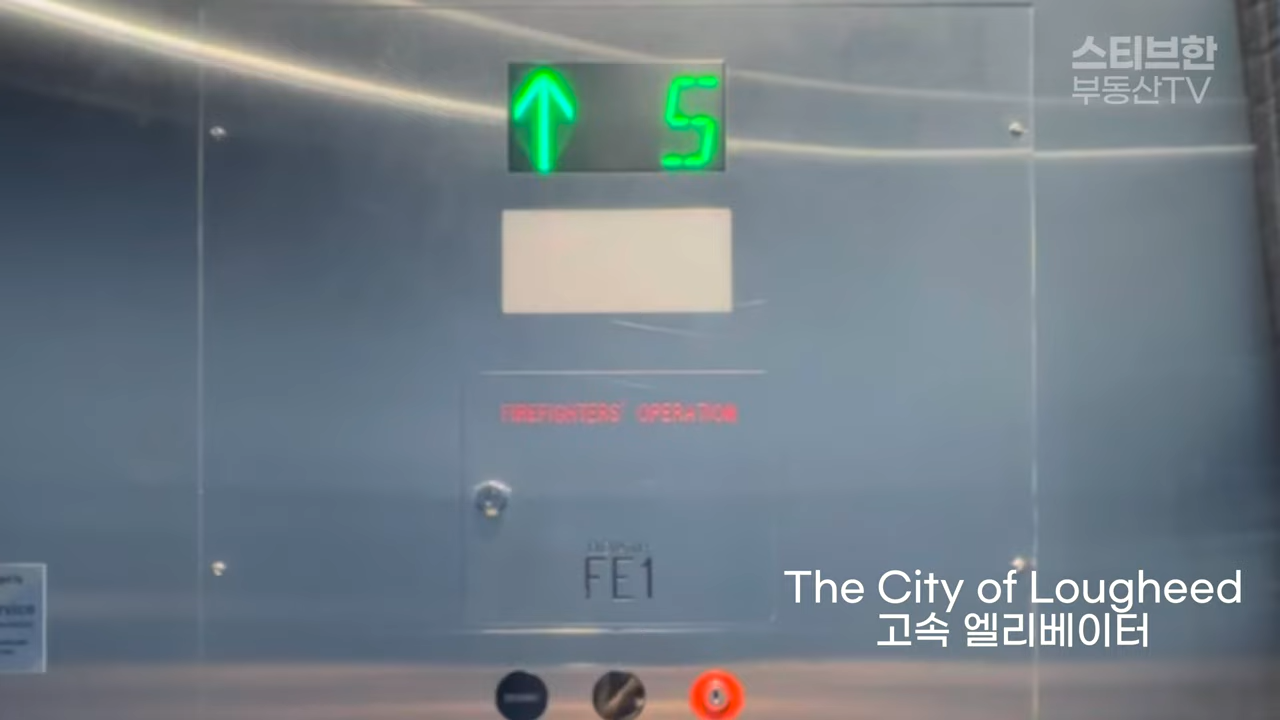 스티브한
부동산TV
5
FIREFIGHTERS' OPERATION
FE1
The City of Lougheed
고속 엘리베이터